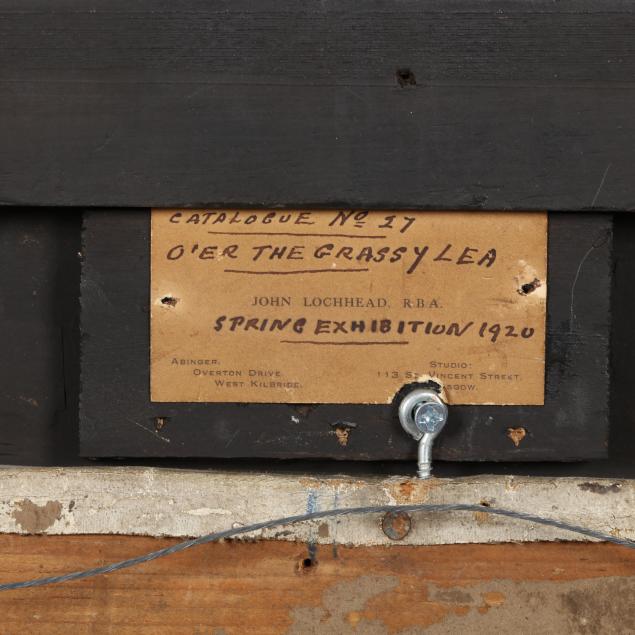 CATALOGUE Nº 17
O'ER THE GRASSY LEA
JOHN LOCHHEAD, R.B.A.
SPRING EXHIBITION 1920
ABINGER,
OVERTON DRIVE,
WEST KILBRIDE.
STUDIO:
113 ST VINCENT STREET,